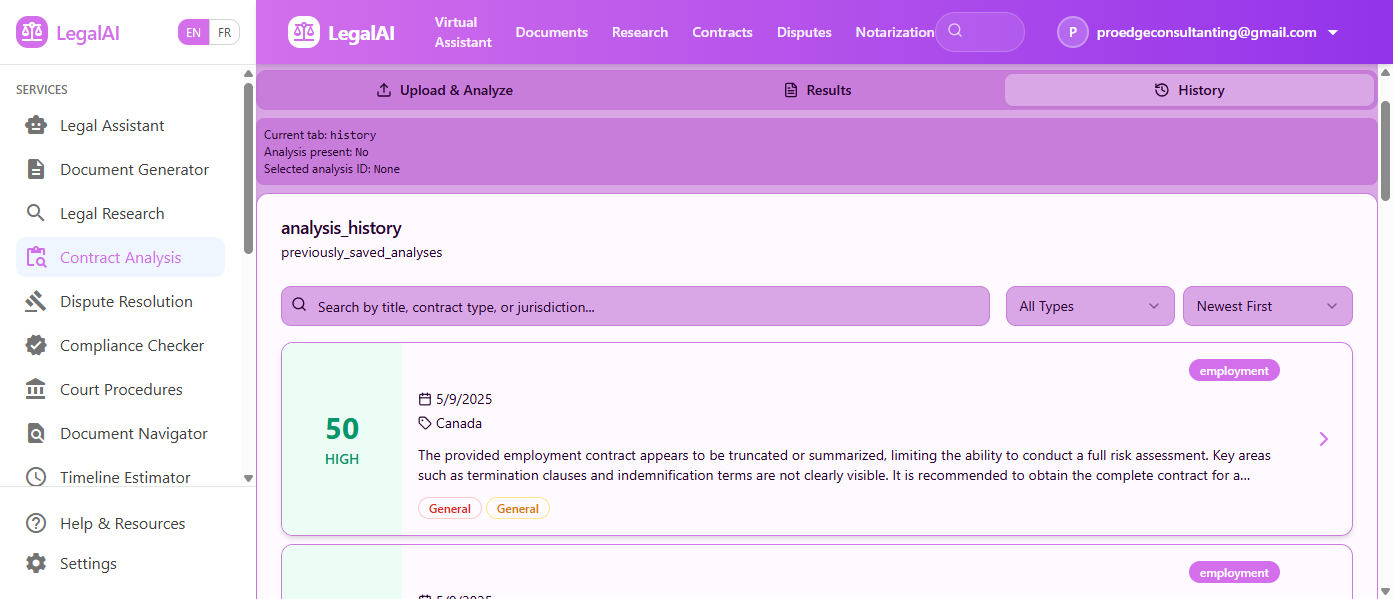 LegalAI
EN FR
LegalAI
Virtual Assistant
Documents
Research
Contracts
Disputes
Notarization
P
proedgeconsultanting@gmail.com
SERVICES
Legal Assistant
Document Generator
Legal Research
Contract Analysis
Dispute Resolution
Compliance Checker
Court Procedures
Document Navigator
Timeline Estimator
Help & Resources
Settings
Upload & Analyze
Results
History
Current tab: history
Analysis present: No
Selected analysis ID: None
analysis_history
previously_saved_analyses
Search by title, contract type, or jurisdiction...
All Types
Newest First
employment
50
HIGH
5/9/2025
Canada
The provided employment contract appears to be truncated or summarized, limiting the ability to conduct a full risk assessment. Key areas
such as termination clauses and indemnification terms are not clearly visible. It is recommended to obtain the complete contract for a...
General
General
employment
5/9/2025